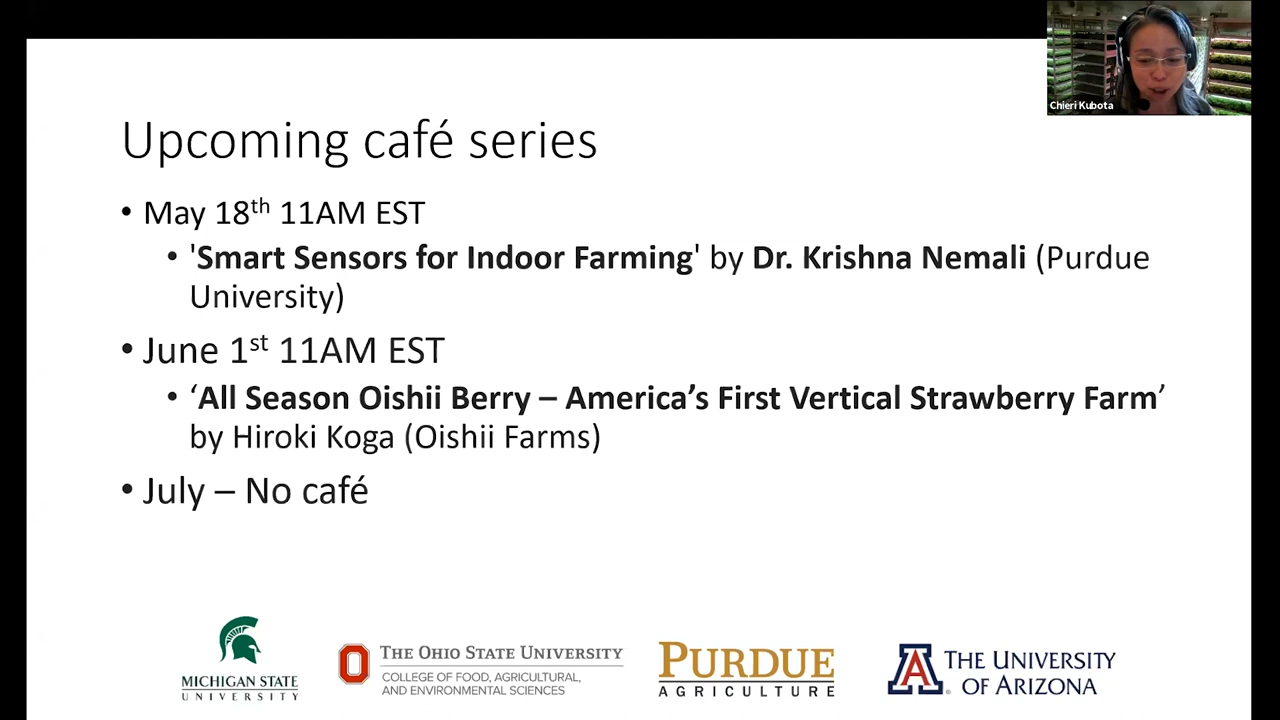 Chieri Kubota
Upcoming café series
• May 18th 11AM EST
• 'Smart Sensors for Indoor Farming' by Dr. Krishna Nemali (Purdue
University)
• June 1st 11AM EST
• ‘All Season Oishii Berry – America’s First Vertical Strawberry Farm’
by Hiroki Koga (Oishii Farms)
• July – No café
MICHIGAN STATE
UNIVERSITY
THE OHIO STATE UNIVERSITY
COLLEGE OF FOOD, AGRICULTURAL,
AND ENVIRONMENTAL SCIENCES
PURDUE
AGRICULTURE
A
THE UNIVERSITY
OF ARIZONA